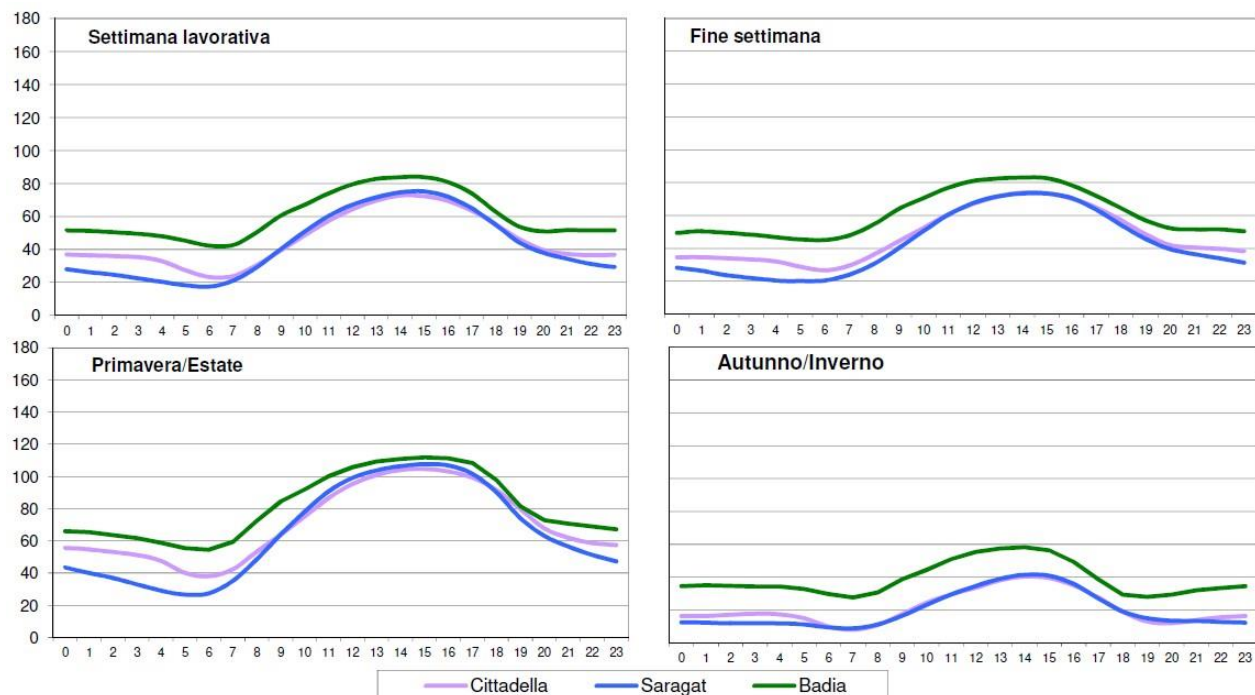 Settimana lavorativa
180
160
140
120
100
80
60
40
20
0
0 1 2 3 4 5 6 7 8 9 10 11 12 13 14 15 16 17 18 19 20 21 22 23
Fine settimana
0 1 2 3 4 5 6 7 8 9 10 11 12 13 14 15 16 17 18 19 20 21 22 23
Primavera/Estate
180
160
140
120
100
80
60
40
20
0
0 1 2 3 4 5 6 7 8 9 10 11 12 13 14 15 16 17 18 19 20 21 22 23
Autunno/Inverno
0 1 2 3 4 5 6 7 8 9 10 11 12 13 14 15 16 17 18 19 20 21 22 23
Cittadella Saragat Badia